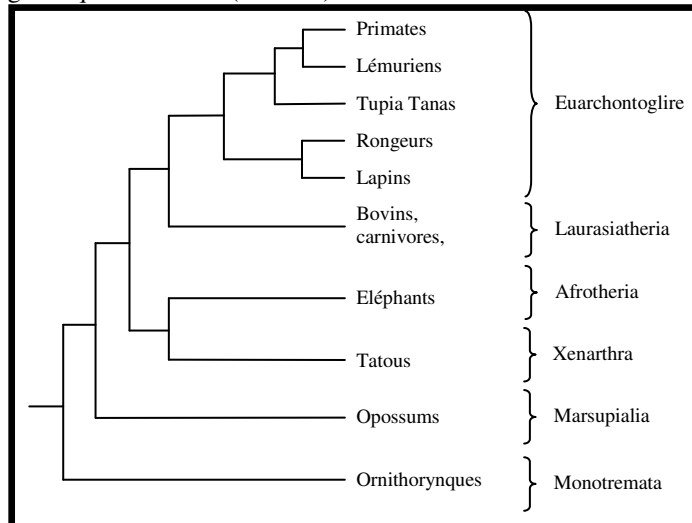 Primates
Lémuriens
Tupia Tanas
Rongeurs
Lapins
Euarchontoglire
Bovins,
carnivores,
Laurasiatheria
Eléphants
Afrotheria
Tatous
Xenarthra
Opossums
Marsupialia
Ornithorynques
Monotremata